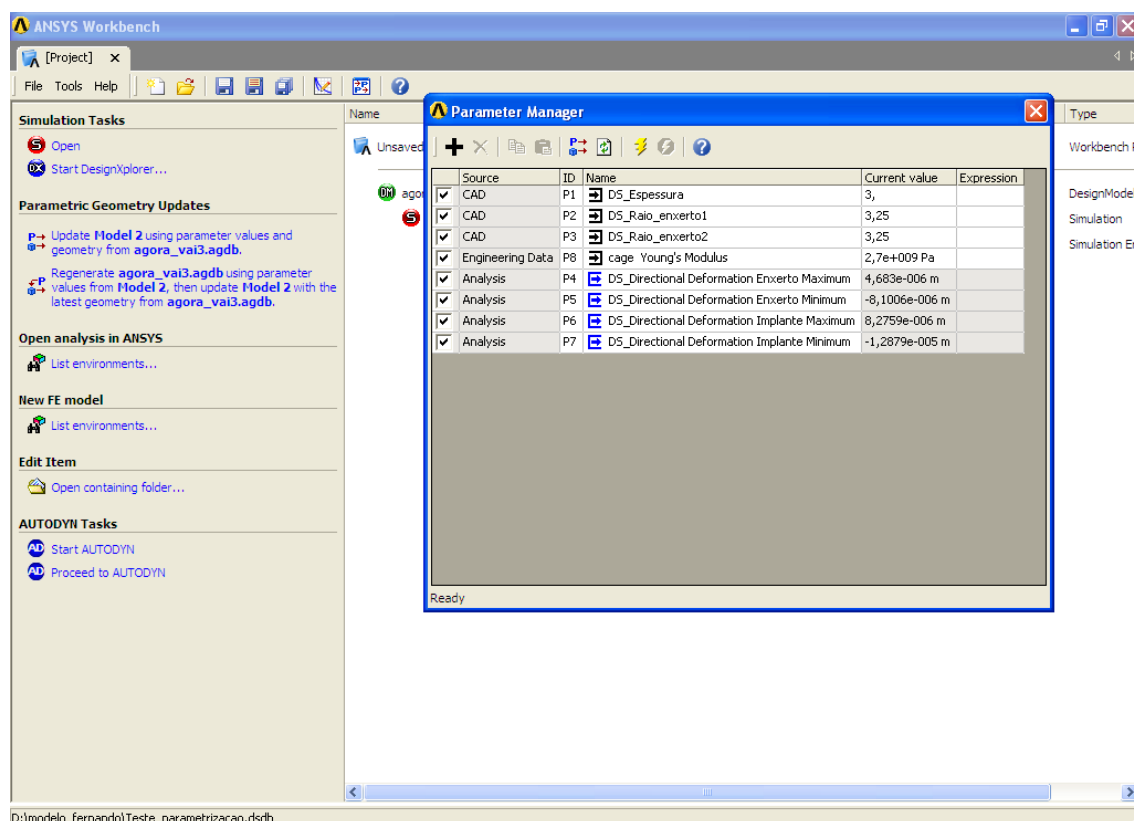 ANSYS Workbench
[Project] x
File Tools Help
Simulation Tasks
Open
Start DesignXplorer...
Parametric Geometry Updates
Update Model 2 using parameter values and
geometry from agora_vai3.agdb.
Regenerate agora_vai3.agdb using parameter
values from Model 2, then update Model 2 with the
latest geometry from agora_vai3.agdb.
Open analysis in ANSYS
List environments...
New FE model
List environments...
Edit Item
Open containing folder...
AUTODYN Tasks
Start AUTODYN
Proceed to AUTODYN
Name Type
Unsaved Workbench
DM agor DesignModel
S Simulation
Simulation En
Parameter Manager
Source ID Name Current value Expression
CAD P1 DS_Espessura 3,
CAD P2 DS_Raio_enxerto1 3,25
CAD P3 DS_Raio_enxerto2 3,25
Engineering Data P8 cage Young's Modulus 2,7e+009 Pa
Analysis P4 DS_Directional Deformation Enxerto Maximum 4,683e-006 m
Analysis P5 DS_Directional Deformation Enxerto Minimum -8,1006e-006 m
Analysis P6 DS_Directional Deformation Implante Maximum 8,2759e-006 m
Analysis P7 DS_Directional Deformation Implante Minimum -1,2879e-005 m
Ready
D:\modelo_fernando\Teste_parametrizacao.dsdb